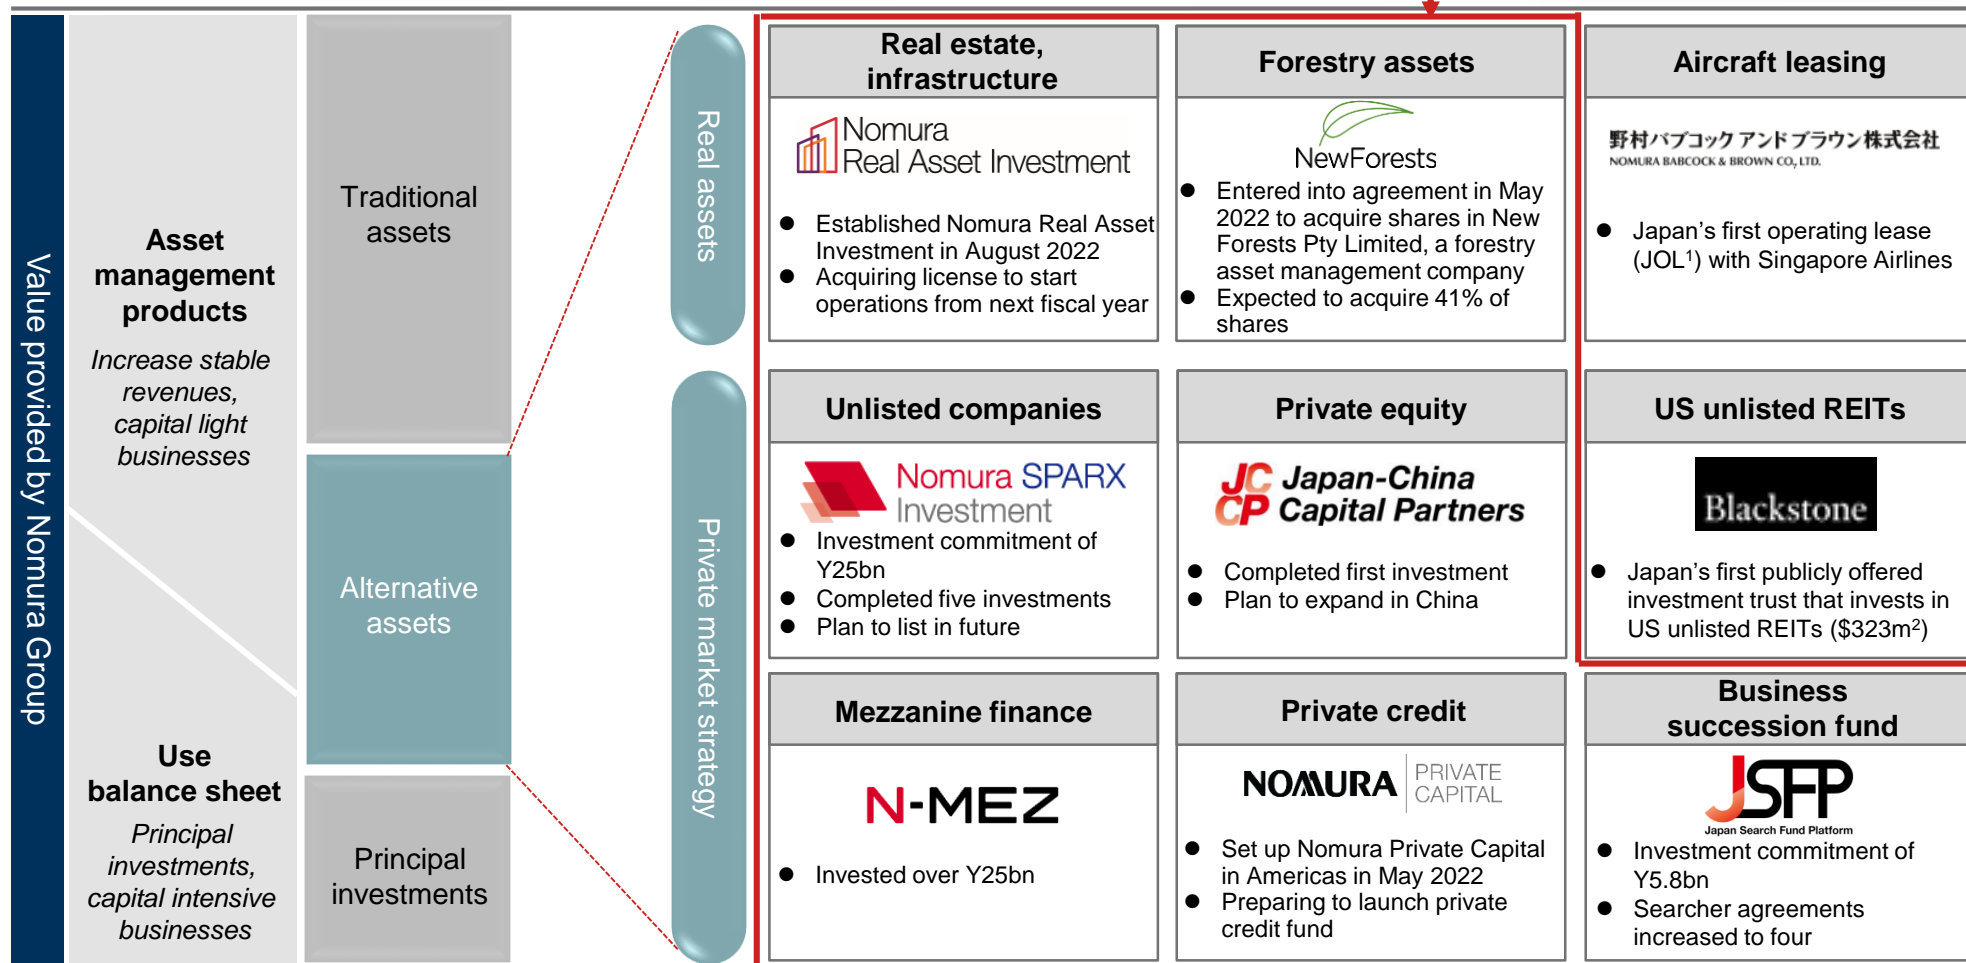 Value provided by Nomura Group
Asset
management
products
Increase stable
revenues,
capital light
businesses
Use
balance sheet
Principal
investments,
capital intensive
businesses
Traditional
assets
Alternative
assets
Principal
investments
Real assets
Private market strategy
Real estate,
infrastructure
Nomura
Real Asset Investment
● Established Nomura Real Asset
Investment in August 2022
● Acquiring license to start
operations from next fiscal year
Forestry assets
NewForests
● Entered into agreement in May
2022 to acquire shares in New
Forests Pty Limited, a forestry
asset management company
● Expected to acquire 41% of
shares
Aircraft leasing
野村バブコックアンドブラウン株式会社
NOMURA BABCOCK & BROWN CO., LTD.
● Japan's first operating lease
(JOL¹) with Singapore Airlines
Unlisted companies
Nomura SPARX
Investment
● Investment commitment of
Y25bn
● Completed five investments
● Plan to list in future
Private equity
JC
CP
Japan-China
Capital Partners
● Completed first investment
● Plan to expand in China
US unlisted REITs
Blackstone
● Japan's first publicly offered
investment trust that invests in
US unlisted REITs ($323m²)
Mezzanine finance
N-MEZ
● Invested over Y25bn
Private credit
NOMURA
PRIVATE
CAPITAL
● Set up Nomura Private Capital
in Americas in May 2022
● Preparing to launch private
credit fund
Business
succession fund
JSFP
Japan Search Fund Platform
● Investment commitment of
Y5.8bn
● Searcher agreements
increased to four